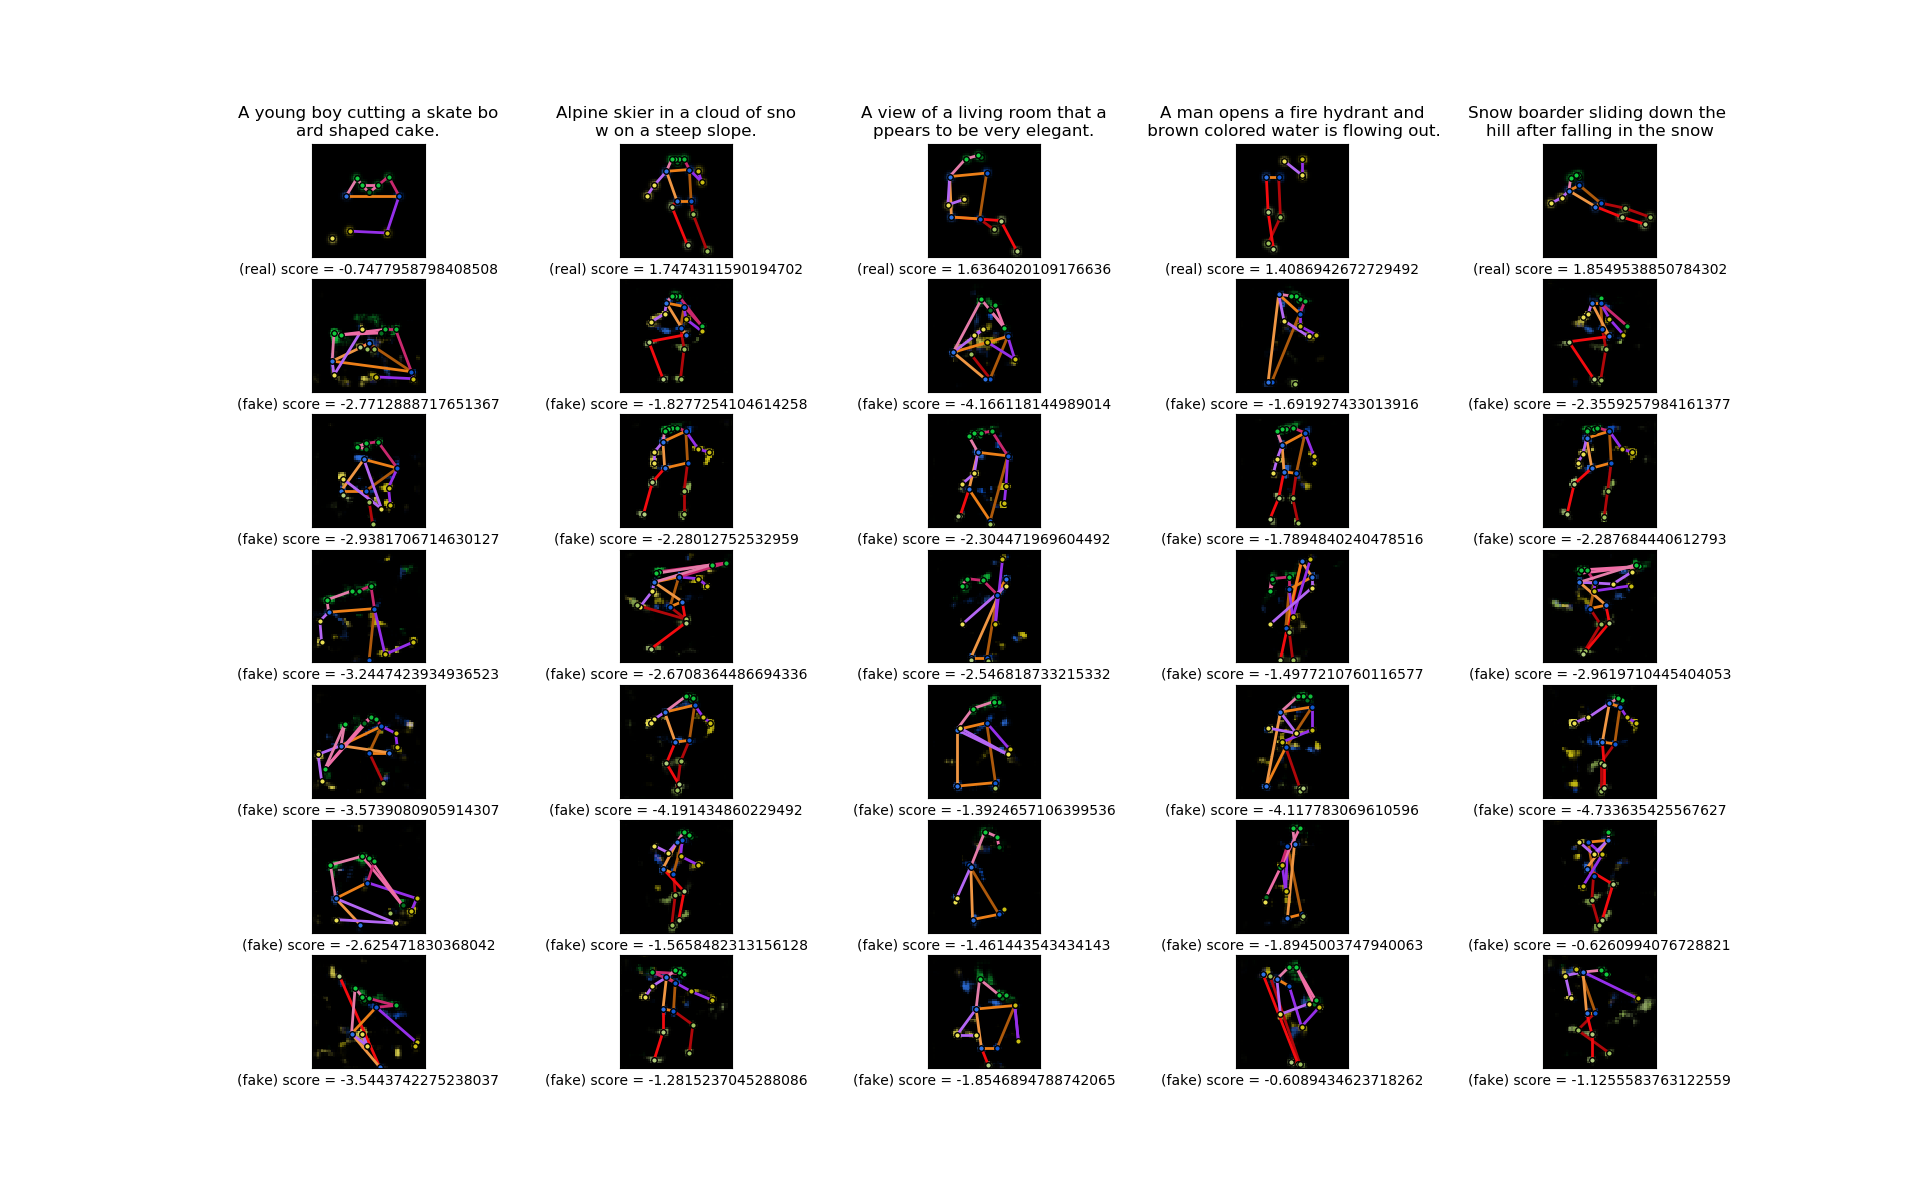 A young boy cutting a skate bo
ard shaped cake.
Alpine skier in a cloud of sno
w on a steep slope.
A view of a living room that a
ppears to be very elegant.
A man opens a fire hydrant and
brown colored water is flowing out.
Snow boarder sliding down the
hill after falling in the snow
(real) score = -0.7477958798408508
(real) score = 1.7474311590194702
(real) score = 1.6364020109176636
(real) score = 1.4086942672729492
(real) score = 1.8549538850784302
(fake) score = -2.7712888717651367
(fake) score = -1.8277254104614258
(fake) score = -4.166118144989014
(fake) score = -1.691927433013916
(fake) score = -2.3559257984161377
(fake) score = -2.9381706714630127
(fake) score = -2.28012752532959
(fake) score = -2.304471969604492
(fake) score = -1.7894840240478516
(fake) score = -2.287684440612793
(fake) score = -3.2447423934936523
(fake) score = -2.6708364486694336
(fake) score = -2.546818733215332
(fake) score = -1.4977210760116577
(fake) score = -2.9619710445404053
(fake) score = -3.5739080905914307
(fake) score = -4.191434860229492
(fake) score = -1.3924657106399536
(fake) score = -4.117783069610596
(fake) score = -4.733635425567627
(fake) score = -2.625471830368042
(fake) score = -1.5658482313156128
(fake) score = -1.461443543434143
(fake) score = -1.8945003747940063
(fake) score = -0.6260994076728821
(fake) score = -3.5443742275238037
(fake) score = -1.2815237045288086
(fake) score = -1.8546894788742065
(fake) score = -0.6089434623718262
(fake) score = -1.1255583763122559